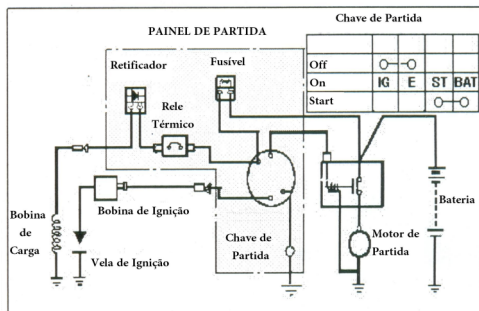 PAINEL DE PARTIDA
Chave de Partida
Retificador
Fusível
Off
On IG E ST BAT
Start
Rele
Térmico
Bobina
de
Carga
Bobina de Ignição
Vela de Ignição
Chave de
Partida
Motor de
Partida
Bateria